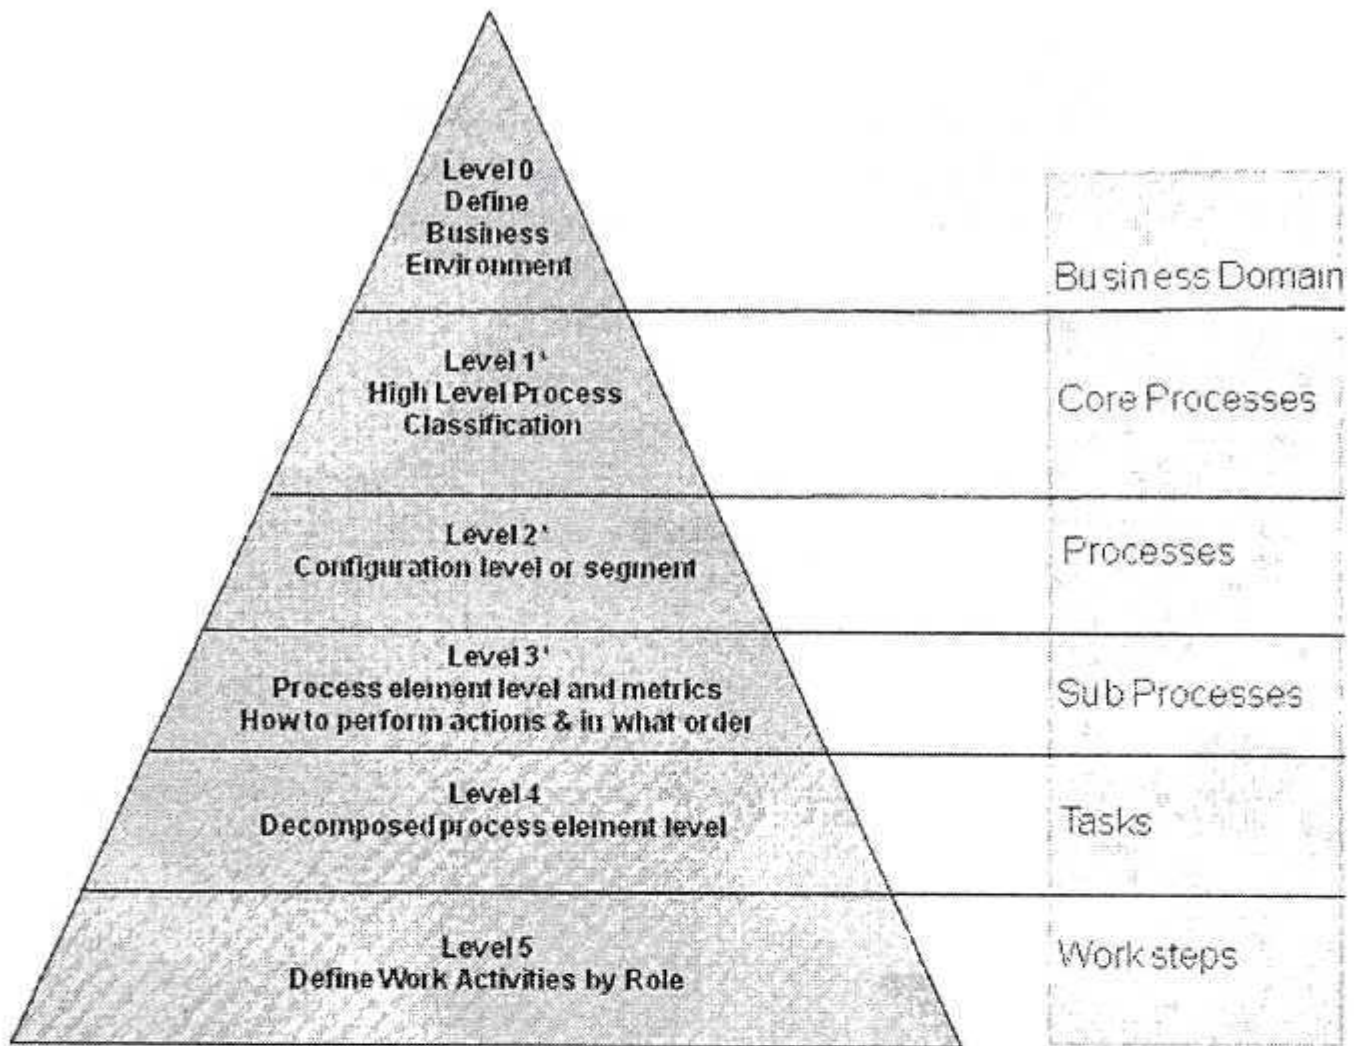 Level 0
Define
Business
Environment
Business Domain
Level 1*
High Level Process
Classification
Core Processes
Level 2*
Configuration level or segment
Processes
Level 3*
Process element level and metrics
How to perform actions & in what order
Sub Processes
Level 4
Decomposed process element level
Tasks
Level 5
Define Work Activities by Role
Work steps